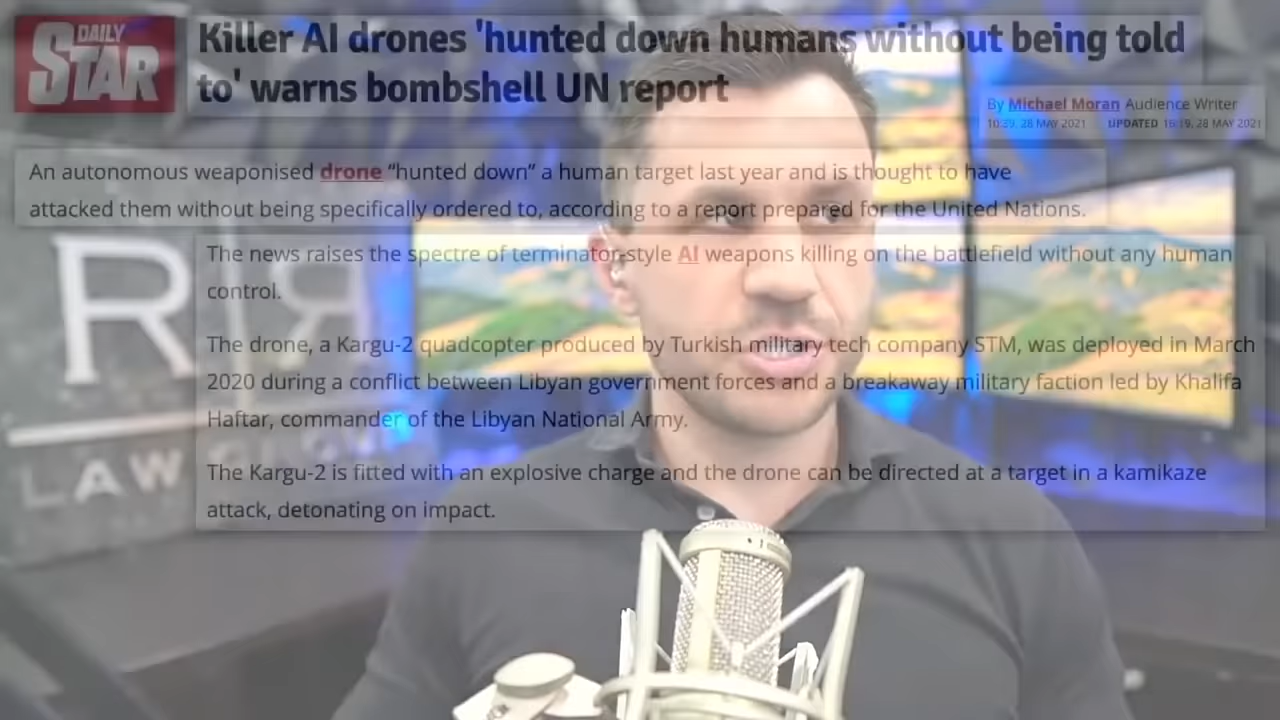 DAILY
STAR
Killer AI drones 'hunted down humans without being told
to' warns bombshell UN report
By Michael Moran Audience Writer
10:39, 28 MAY 2021 UPDATED 16:19, 28 MAY 2021
An autonomous weaponised drone “hunted down” a human target last year and is thought to have
attacked them without being specifically ordered to, according to a report prepared for the United Nations.
The news raises the spectre of terminator-style AI weapons killing on the battlefield without any human
control.
The drone, a Kargu-2 quadcopter produced by Turkish military tech company STM, was deployed in March
2020 during a conflict between Libyan government forces and a breakaway military faction led by Khalifa
Haftar, commander of the Libyan National Army.
The Kargu-2 is fitted with an explosive charge and the drone can be directed at a target in a kamikaze
attack, detonating on impact.
R R
LAW GROUP